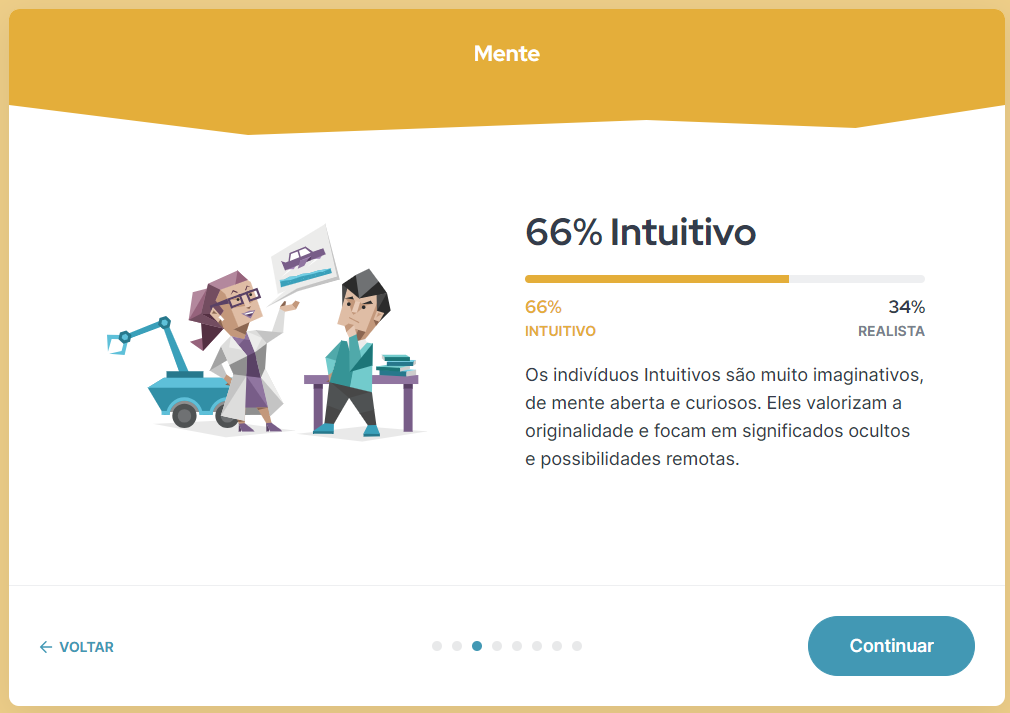 Mente
66% Intuitivo
66%
34%
INTUITIVO
REALISTA
Os indivíduos Intuitivos são muito imaginativos,
de mente aberta e curiosos. Eles valorizam a
originalidade e focam em significados ocultos
e possibilidades remotas.
← VOLTAR
Continuar